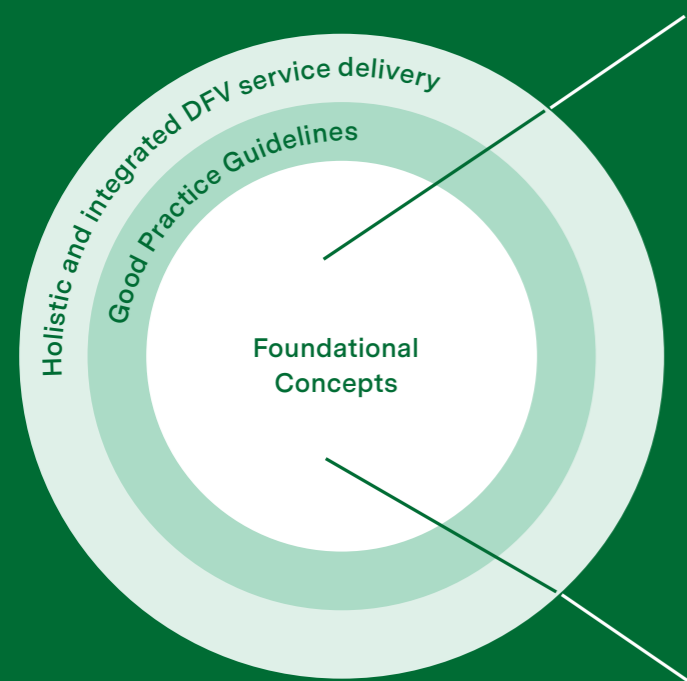 Holistic and integrated DFV service delivery
Good Practice Guidelines
Foundational
Concepts